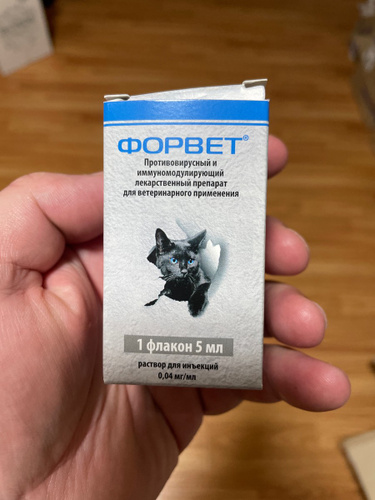 ФОРВЕТ®
Противовирусный и
иммуномодулирующий
лекарственный препарат
для ветеринарного применения
1 флакон 5 мл
раствор для инъекций
0,04 мг/мл